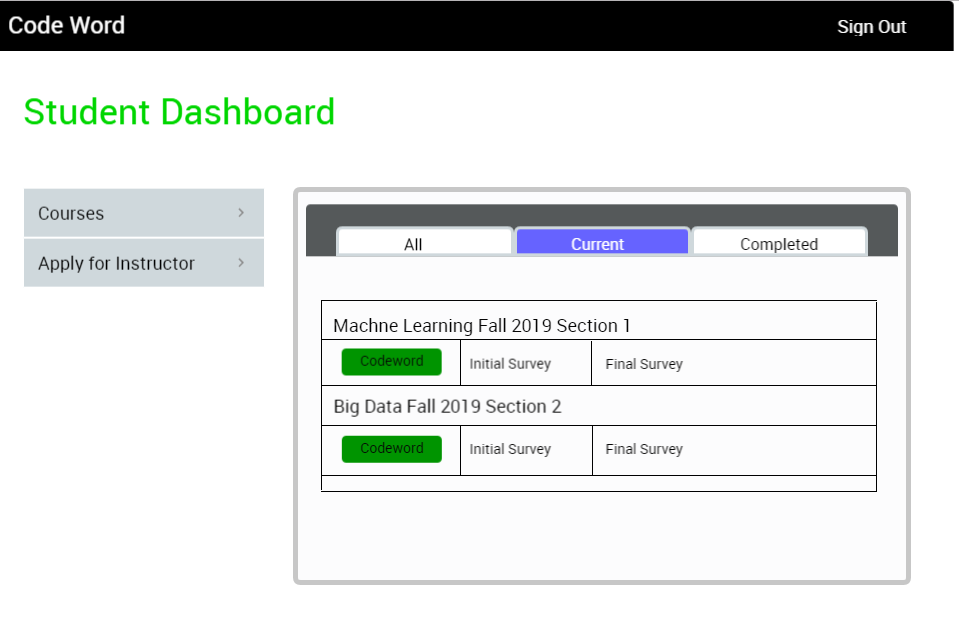 Code Word
Sign Out
Student Dashboard
Courses
Apply for Instructor
All
Current
Completed
Machne Learning Fall 2019 Section 1
Codeword
Initial Survey
Final Survey
Big Data Fall 2019 Section 2
Codeword
Initial Survey
Final Survey